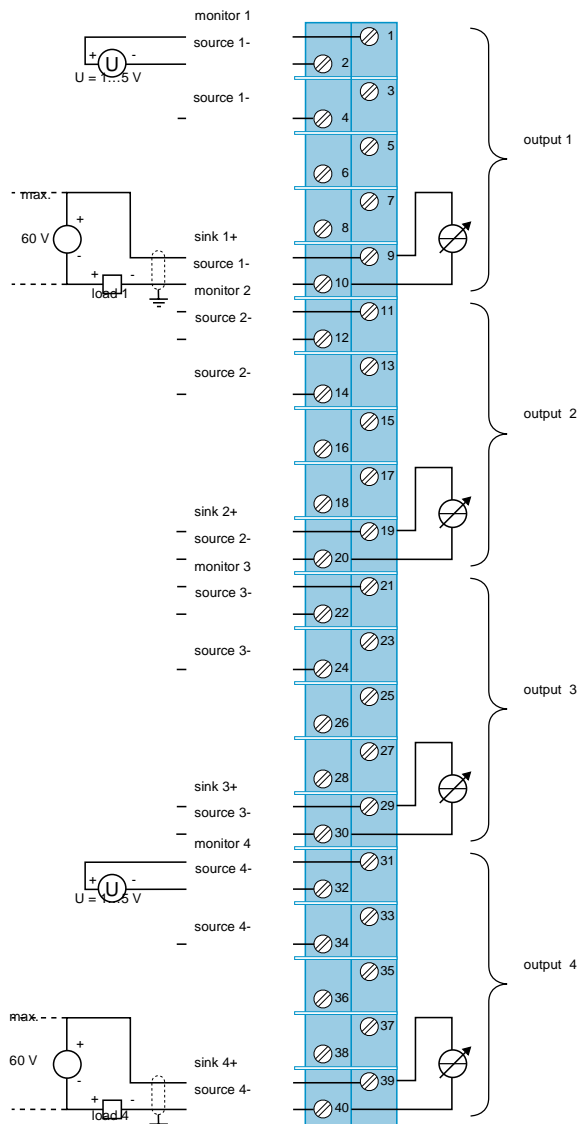 monitor 1
1
source 1-
+ U -
2
U = 1...5 V
3
source 1-
4
5
output 1
6
max.
7
+
8
60 V
sink 1+
-
9
source 1-
+ -
10
load 1
monitor 2
11
source 2-
12
13
source 2-
14
output 2
15
16
17
18
sink 2+
19
source 2-
20
monitor 3
21
source 3-
22
23
source 3-
24
25
output 3
26
27
28
sink 3+
29
source 3-
30
monitor 4
31
source 4-
+ U -
32
U = 1...5 V
33
source 4-
34
output 4
35
36
max.
37
+
38
60 V
sink 4+
-
39
source 4-
+ -
40
load 4